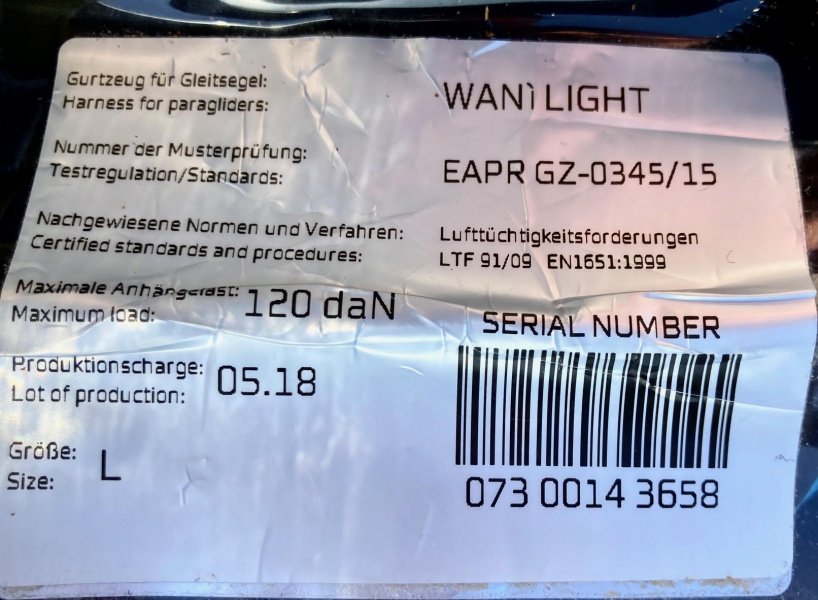 Gurtzeug für Gleitsegel:
Harness for paragliders:
WANì LIGHT
Nummer der Musterprüfung:
Testregulation/Standards:
EAPR GZ-0345/15
Nachgewiesene Normen und Verfahren:
Certified standards and procedures:
Lufttüchtigkeitsforderungen
LTF 91/09 EN1651:1999
Maximale Anhängelast:
Maximum load:
120 daN
Produktionscharge:
Lot of production:
05.18
Größe:
Size:
L
SERIAL NUMBER
073 0014 3658